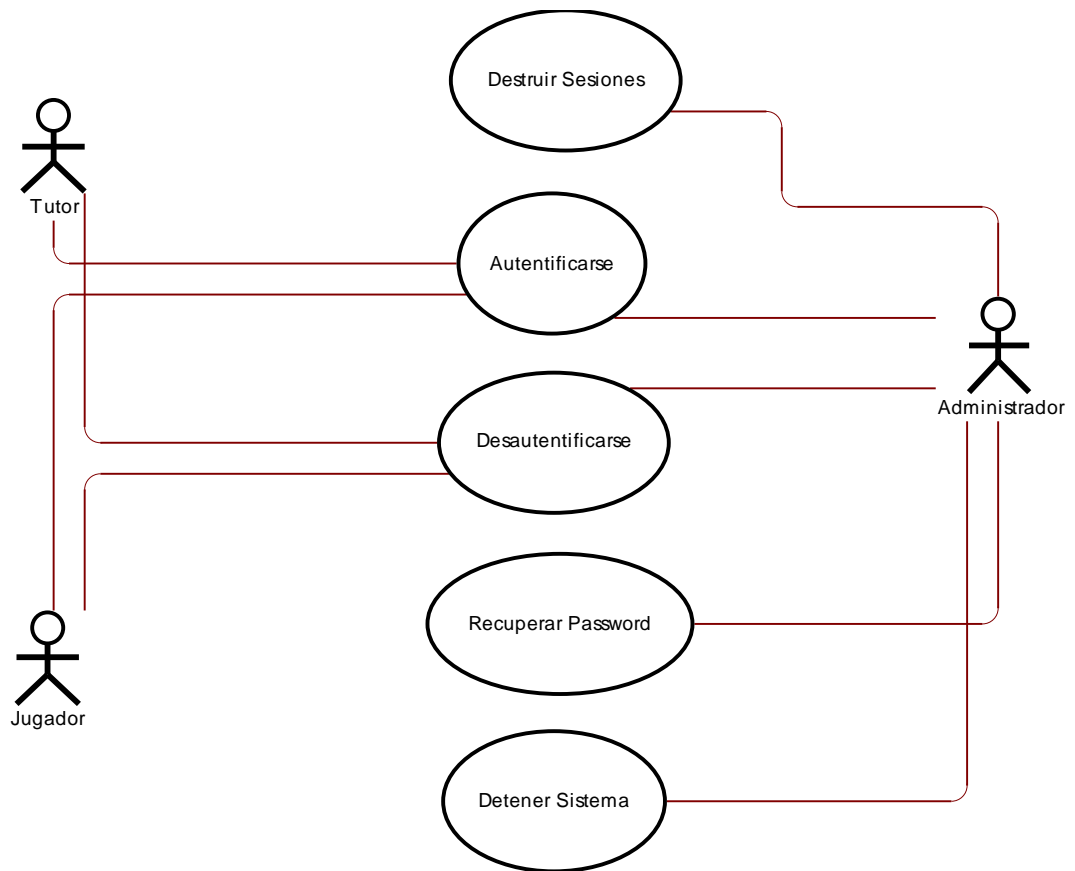 Destruir Sesiones
Tutor
Autentificarse
Administrador
Desautentificarse
Recuperar Password
Jugador
Detener Sistema